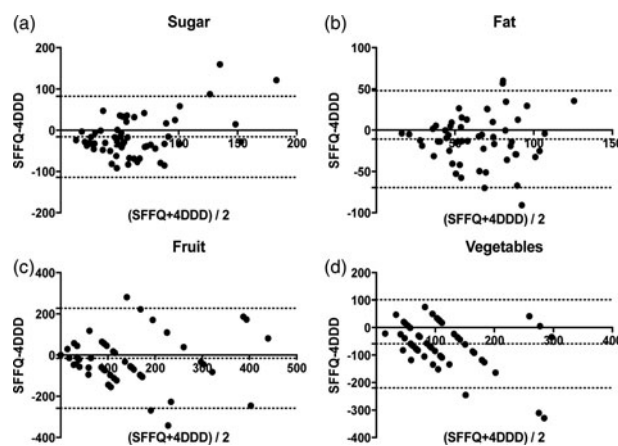 (a)
Sugar
SFFQ-4DDD
200
100
0
-100
-200
50 100 150 200
(SFFQ+4DDD) / 2
(b)
Fat
SFFQ-4DDD
100
50
0
-50
-100
50 100 150
(SFFQ+4DDD) / 2
(c)
Fruit
SFFQ-4DDD
400
200
0
-200
-400
100 200 300 400 500
(SFFQ+4DDD) / 2
(d)
Vegetables
SFFQ-4DDD
200
100
0
-100
-200
-300
-400
100 200 300 400
(SFFQ+4DDD) / 2